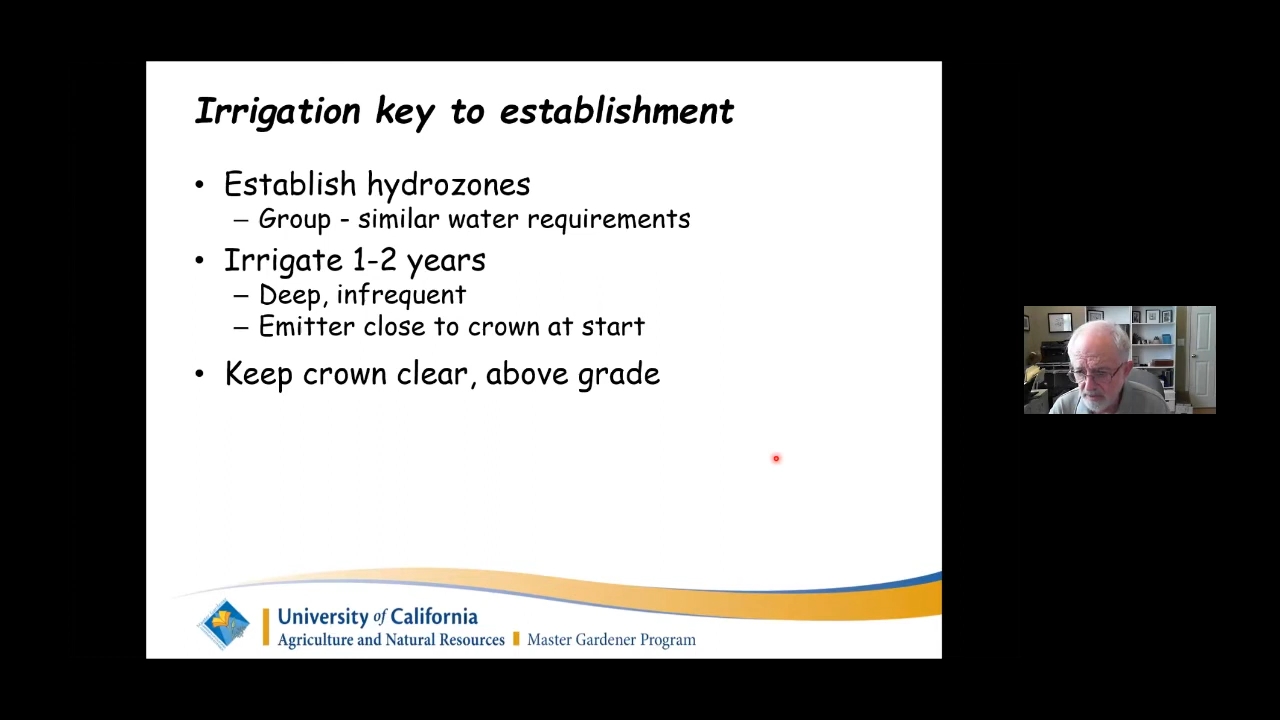 Irrigation key to establishment
• Establish hydrozones
– Group - similar water requirements
• Irrigate 1-2 years
– Deep, infrequent
– Emitter close to crown at start
• Keep crown clear, above grade
University of California
Agriculture and Natural Resources Master Gardener Program